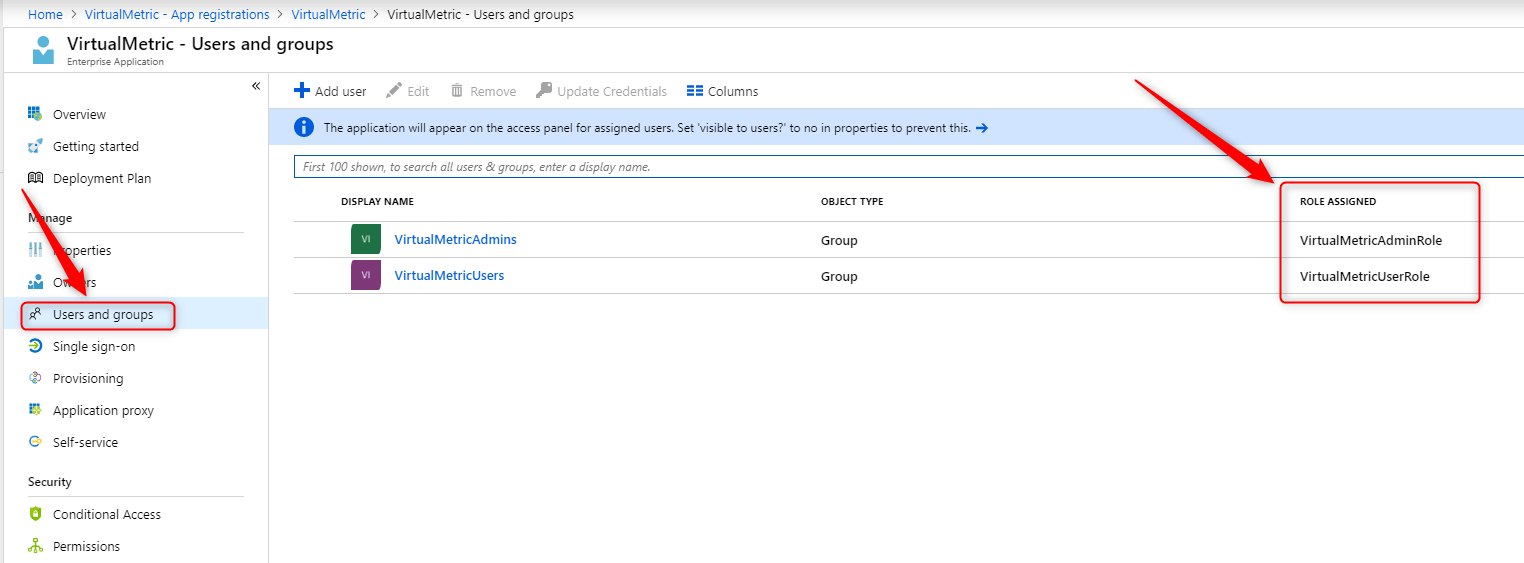 Home > VirtualMetric - App registrations > VirtualMetric > VirtualMetric - Users and groups
VirtualMetric - Users and groups
Enterprise Application
«
Overview
Getting started
Deployment Plan
Manage
Properties
Owners
Users and groups
Single sign-on
Provisioning
Application proxy
Self-service
Security
Conditional Access
Permissions
Add user Edit Remove Update Credentials Columns
The application will appear on the access panel for assigned users. Set 'visible to users?' to no in properties to prevent this. →
First 100 shown, to search all users & groups, enter a display name.
DISPLAY NAME OBJECT TYPE ROLE ASSIGNED
VI VirtualMetricAdmins Group VirtualMetricAdminRole
VI VirtualMetricUsers Group VirtualMetricUserRole